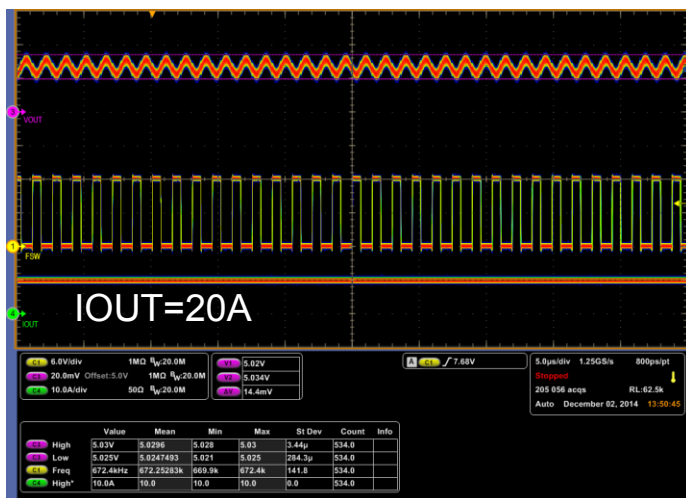 VOUT
1
FSW
IOUT=20A
4
IOUT
C1 6.0V/div 1MΩ BW:20.0M
20.0mV Offset:5.0V 1MΩ BW:20.0M
C4 10.0A/div 50Ω BW:20.0M
V1 5.02V
V2 5.034V
ΔV 14.4mV
A C1 7.68V
5.0µs/div 1.25GS/s 800ps/pt
Stopped
205 056 acqs RL:62.5k
Auto December 02, 2014 13:50:45
Value Mean Min Max St Dev Count Info
High 5.03V 5.0296 5.028 5.03 3.44µ 534.0
Low 5.025V 5.0247493 5.021 5.025 284.3µ 534.0
C1 Freq 672.4kHz 672.25283k 669.9k 672.4k 141.8 534.0
C4 High* 10.0A 10.0 10.0 10.0 0.0 534.0